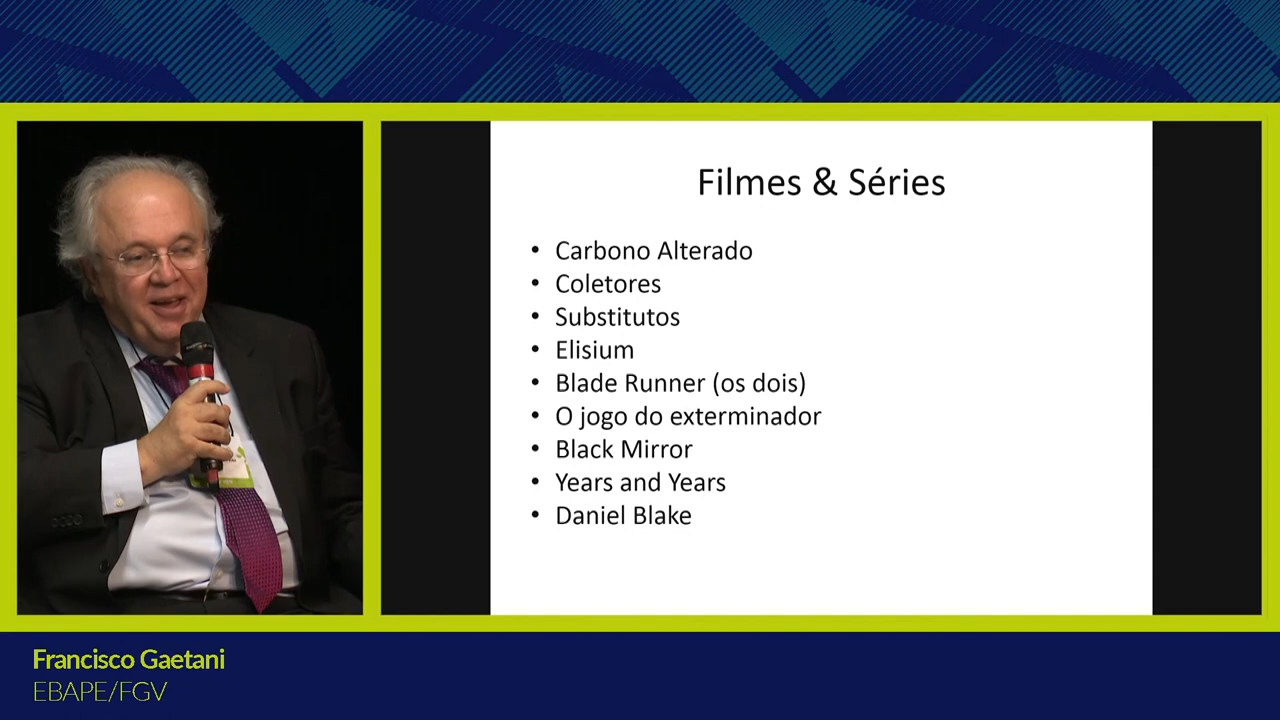 Filmes & Séries
• Carbono Alterado
• Coletores
• Substitutos
• Elisium
• Blade Runner (os dois)
• O jogo do exterminador
• Black Mirror
• Years and Years
• Daniel Blake
Francisco Gaetani
EBAPE/FGV